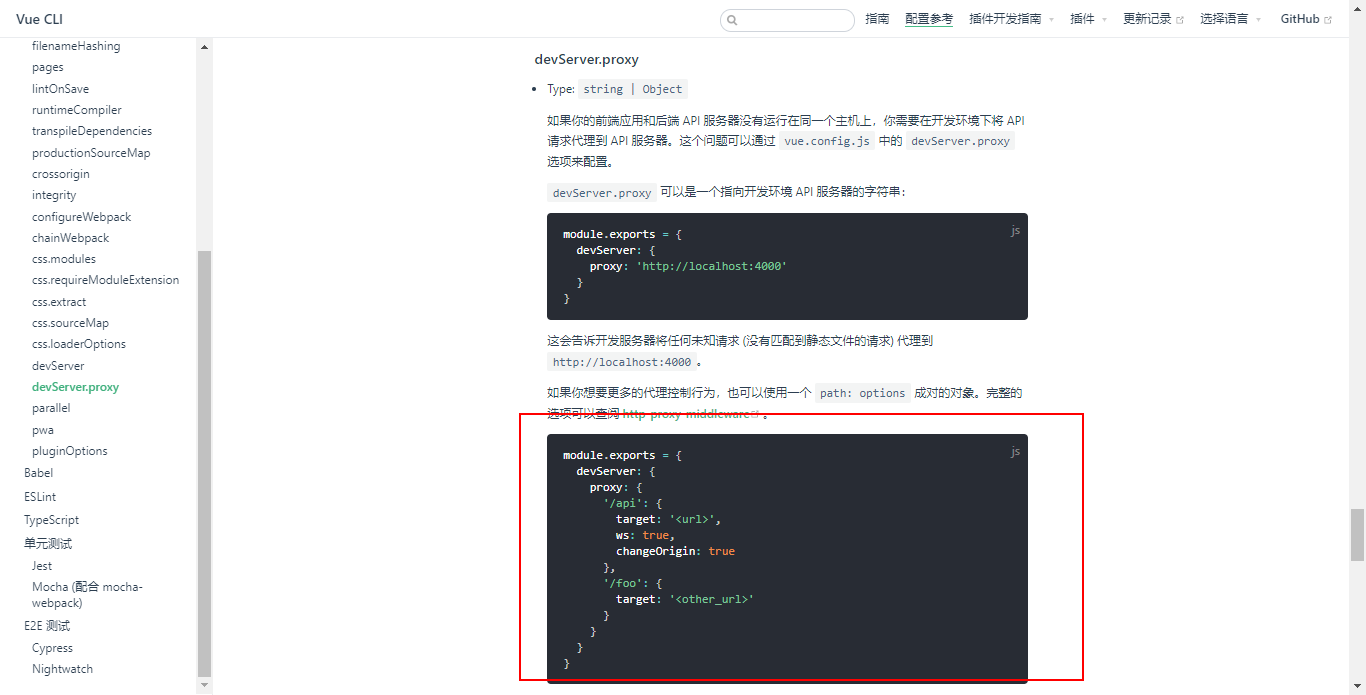 Vue CLI
指南
配置参考
插件开发指南
插件
更新记录
选择语言
GitHub
filenameHashing
pages
lintOnSave
runtimeCompiler
transpileDependencies
productionSourceMap
crossorigin
integrity
configureWebpack
chainWebpack
css.modules
css.requireModuleExtension
css.extract
css.sourceMap
css.loaderOptions
devServer
devServer.proxy
parallel
pwa
pluginOptions
Babel
ESLint
TypeScript
单元测试
Jest
Mocha (配合 mocha-
webpack)
E2E 测试
Cypress
Nightwatch
devServer.proxy
Type: string | Object
如果你的前端应用和后端 API 服务器没有运行在同一个主机上，你需要在开发环境下将 API
请求代理到 API 服务器。这个问题可以通过 vue.config.js 中的 devServer.proxy
选项来配置。
devServer.proxy 可以是一个指向开发环境 API 服务器的字符串：
js
module.exports = {
  devServer: {
    proxy: 'http://localhost:4000'
  }
}
这会告诉开发服务器将任何未知请求 (没有匹配到静态文件的请求) 代理到
http://localhost:4000 。
如果你想要更多的代理控制行为，也可以使用一个 path: options 成对的对象。完整的
选项可以查阅 http-proxy-middleware 。
js
module.exports = {
  devServer: {
    proxy: {
      '/api': {
        target: '<url>',
        ws: true,
        changeOrigin: true
      },
      '/foo': {
        target: '<other_url>'
      }
    }
  }
}